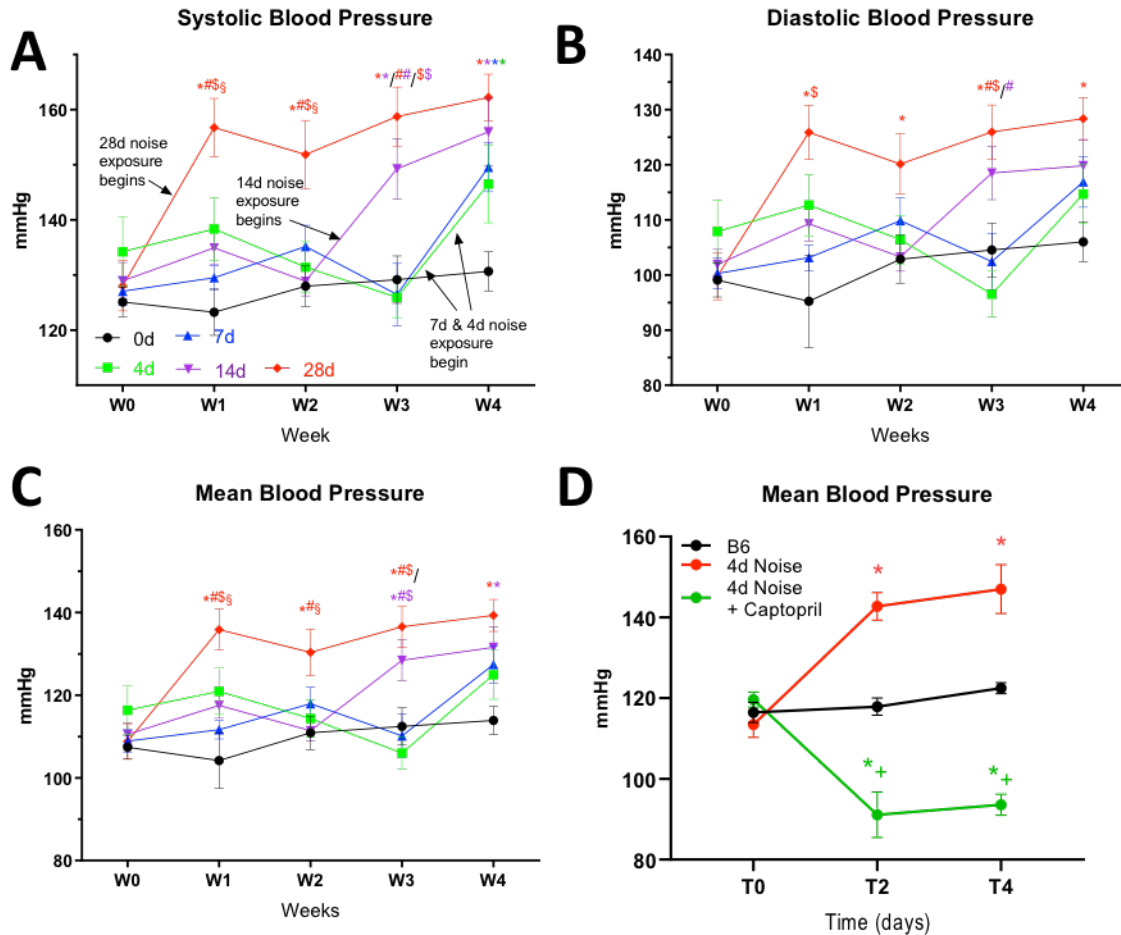 A
Systolic Blood Pressure
mmHg
160
140
120
28d noise
exposure
begins
*#$§
*#$§
14d noise
exposure
begins
**/##/$$
****
7d & 4d noise
exposure
begin
0d
7d
4d
14d
28d
W0 W1 W2 W3 W4
Week
B
Diastolic Blood Pressure
mmHg
140
130
120
110
100
90
80
*$
*
*#$/#
*
W0 W1 W2 W3 W4
Weeks
C
Mean Blood Pressure
mmHg
160
140
120
100
80
*#$§
*#§
*#$/
*#$
**
W0 W1 W2 W3 W4
Weeks
D
Mean Blood Pressure
mmHg
160
140
120
100
80
B6
4d Noise
4d Noise
+ Captopril
*
*
*+
*+
T0 T2 T4
Time (days)